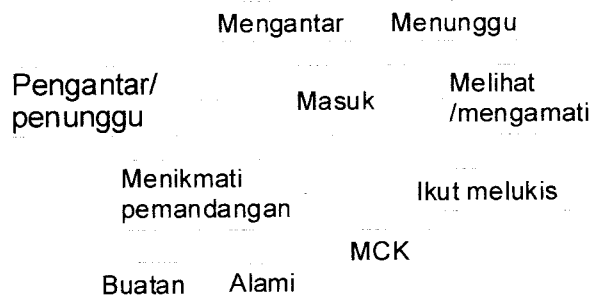 Mengantar Menunggu
Pengantar/
penunggu
Masuk
Melihat
/mengamati
Menikmati
pemandangan
Ikut melukis
MCK
Buatan Alami